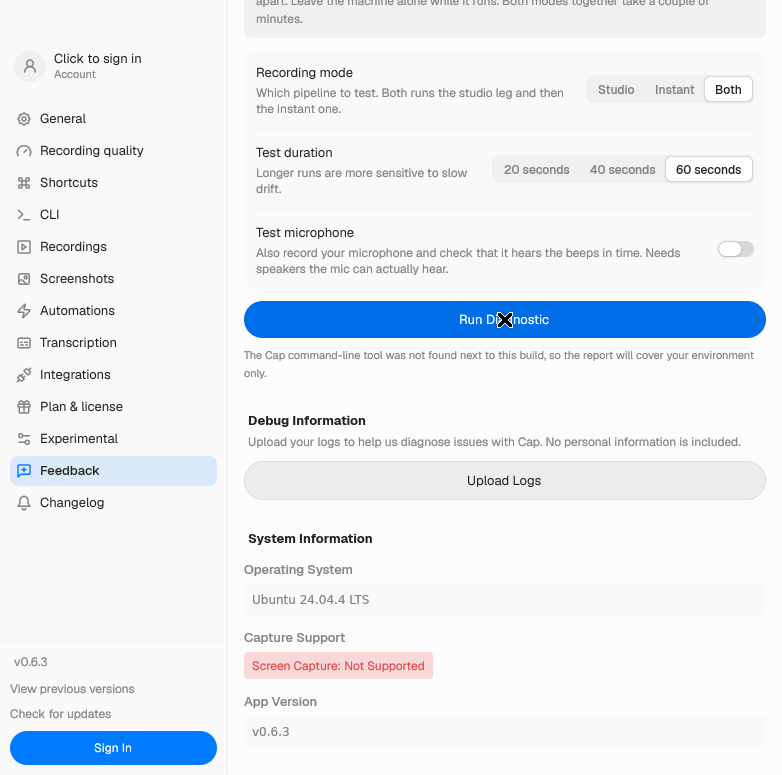 Click to sign in
Account
General
Recording quality
Shortcuts
CLI
Recordings
Screenshots
Automations
Transcription
Integrations
Plan & license
Experimental
Feedback
Changelog
v0.6.3
View previous versions
Check for updates
Sign In
apart. Leave the machine alone while it runs. Both modes together take a couple of
minutes.
Recording mode
Which pipeline to test. Both runs the studio leg and then
the instant one.
Studio Instant Both
Test duration
Longer runs are more sensitive to slow
drift.
20 seconds 40 seconds 60 seconds
Test microphone
Also record your microphone and check that it hears the beeps in time. Needs
speakers the mic can actually hear.
Run Diagnostic
The Cap command-line tool was not found next to this build, so the report will cover your environment
only.
Debug Information
Upload your logs to help us diagnose issues with Cap. No personal information is included.
Upload Logs
System Information
Operating System
Ubuntu 24.04.4 LTS
Capture Support
Screen Capture: Not Supported
App Version
v0.6.3